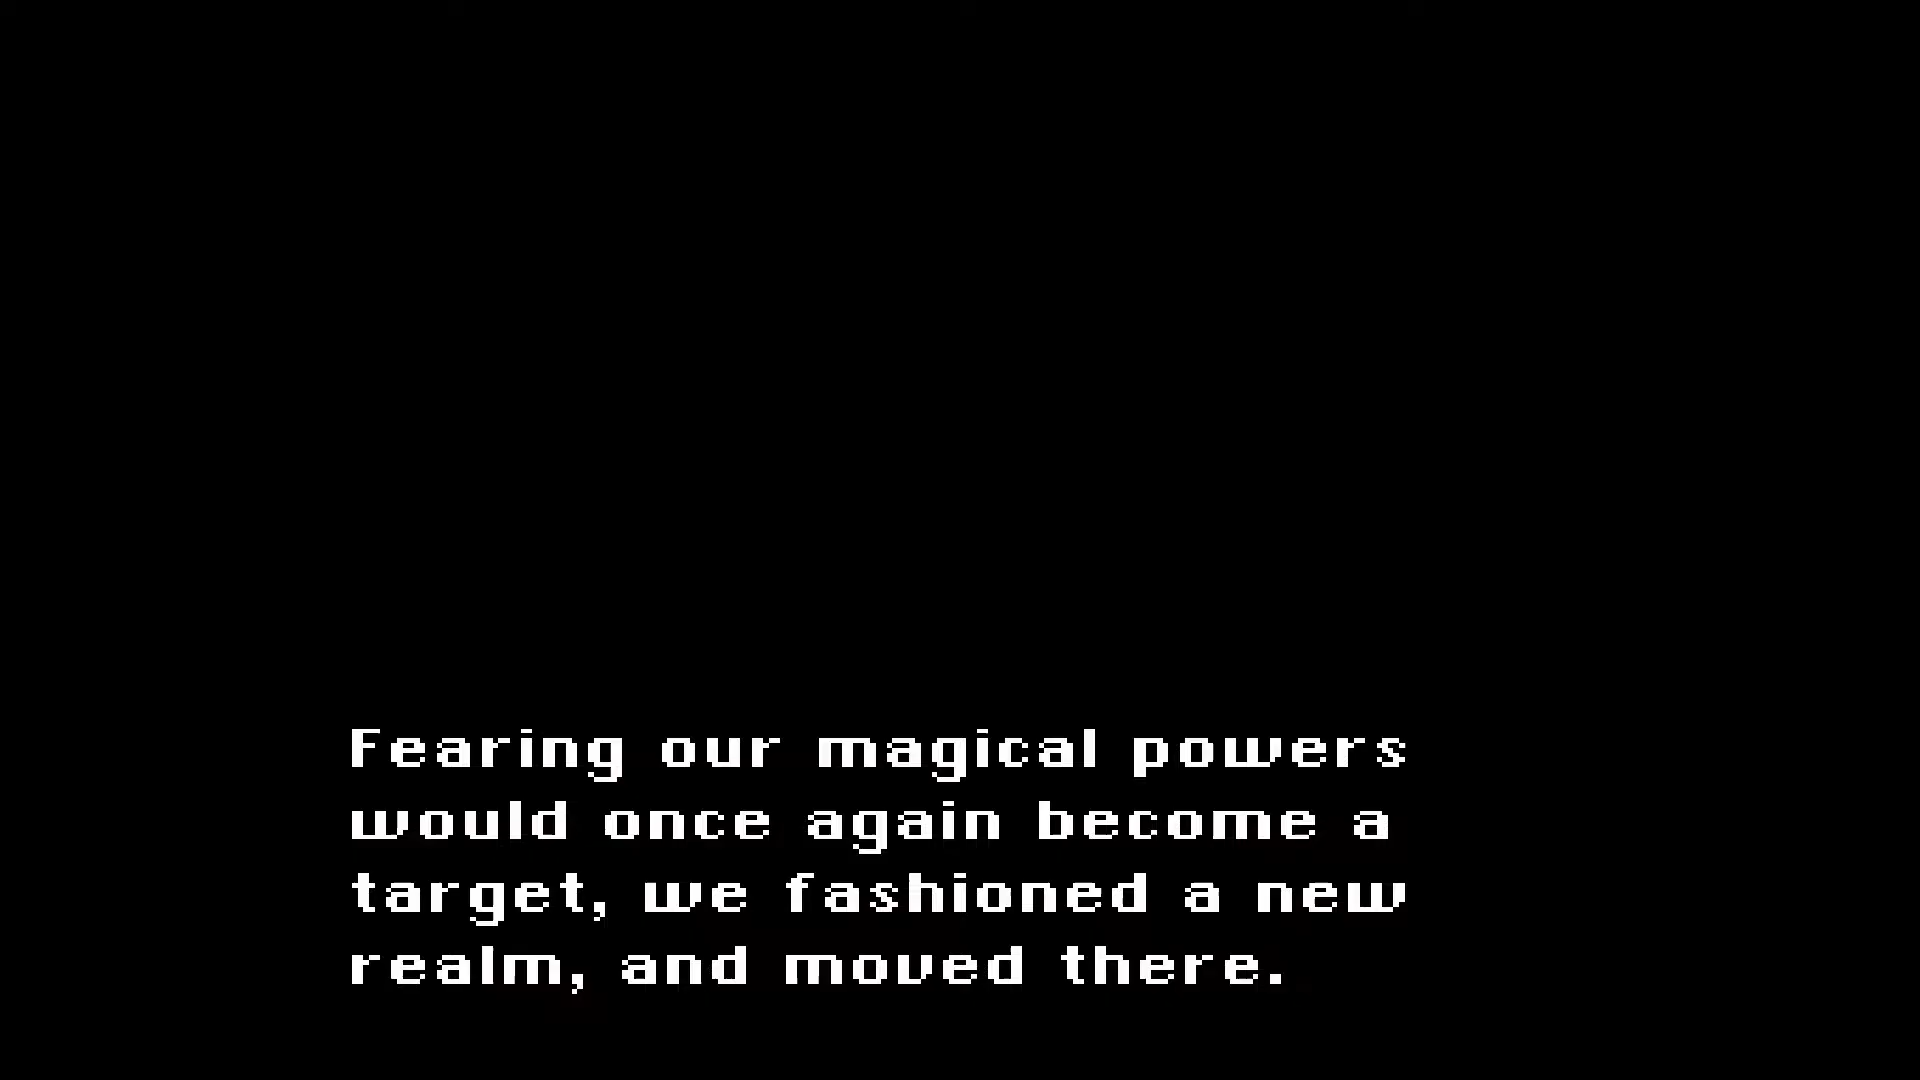 Fearing our magical powers
would once again become a
target, we fashioned a new
realm, and moved there.